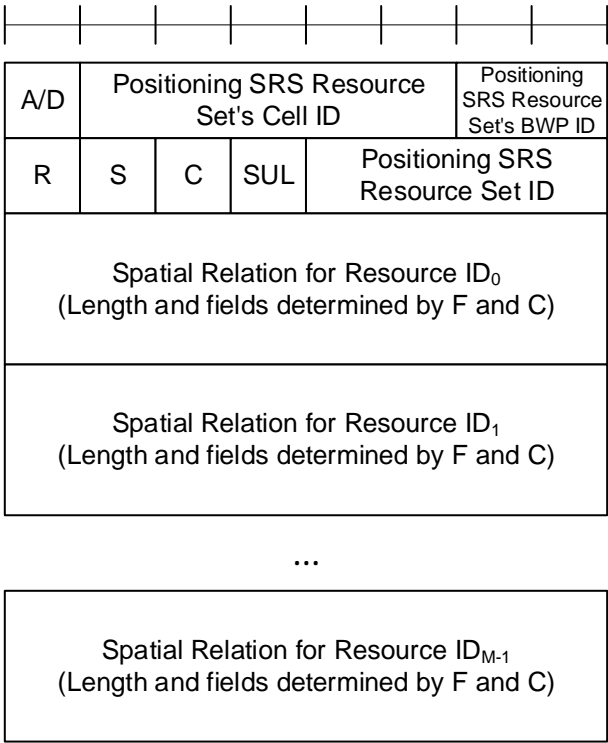 A/D
Positioning SRS Resource
Set's Cell ID
Positioning
SRS Resource
Set's BWP ID
R
S
C
SUL
Positioning SRS
Resource Set ID
Spatial Relation for Resource ID₀
(Length and fields determined by F and C)
Spatial Relation for Resource ID₁
(Length and fields determined by F and C)
...
Spatial Relation for Resource ID_M-1
(Length and fields determined by F and C)